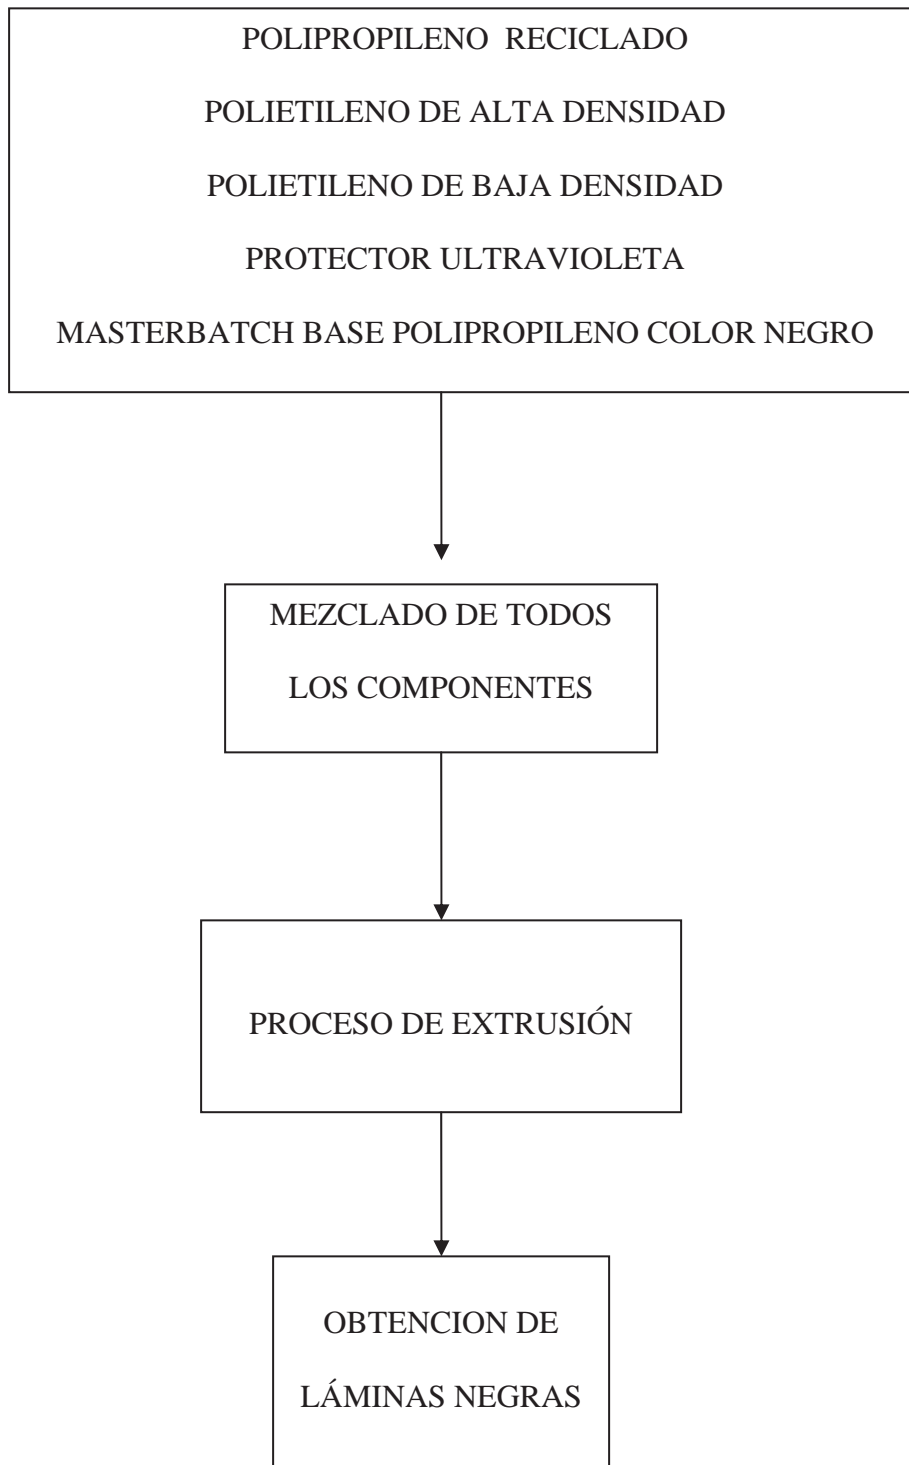 POLIPROPILENO RECICLADO
POLIETILENO DE ALTA DENSIDAD
POLIETILENO DE BAJA DENSIDAD
PROTECTOR ULTRAVIOLETA
MASTERBATCH BASE POLIPROPILENO COLOR NEGRO
MEZCLADO DE TODOS
LOS COMPONENTES
PROCESO DE EXTRUSIÓN
OBTENCION DE
LÁMINAS NEGRAS